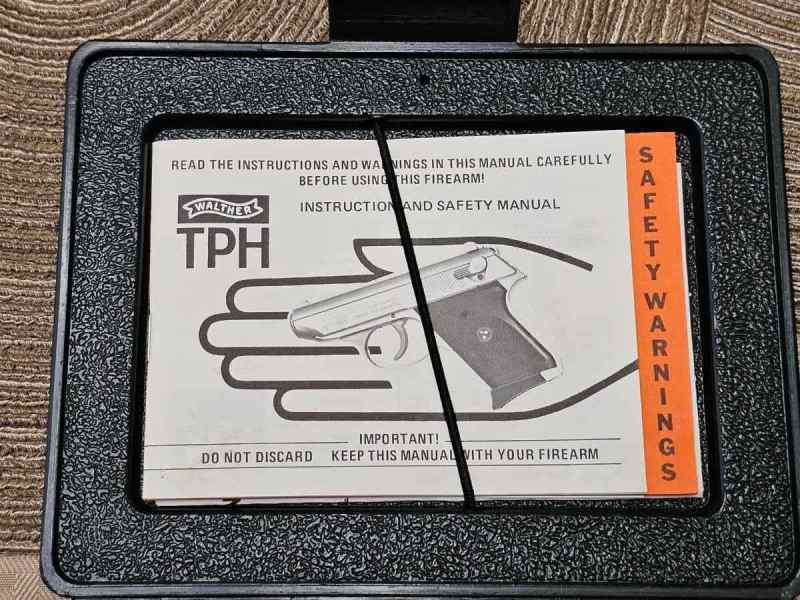 READ THE INSTRUCTIONS AND WARNINGS IN THIS MANUAL CAREFULLY
BEFORE USING THIS FIREARM!
WALTHER
TPH
INSTRUCTION AND SAFETY MANUAL
IMPORTANT!
DO NOT DISCARD KEEP THIS MANUAL WITH YOUR FIREARM
SAFETY WARNINGS